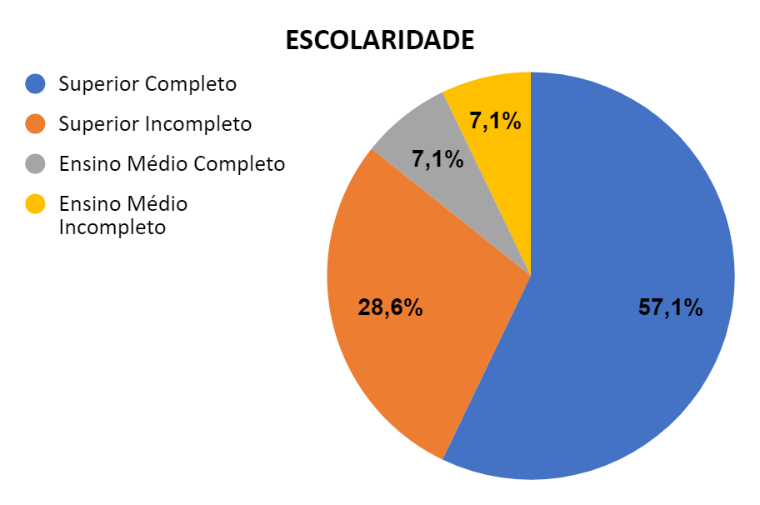 ESCOLARIDADE
Superior Completo
Superior Incompleto
Ensino Médio Completo
Ensino Médio
Incompleto
7,1%
7,1%
28,6%
57,1%